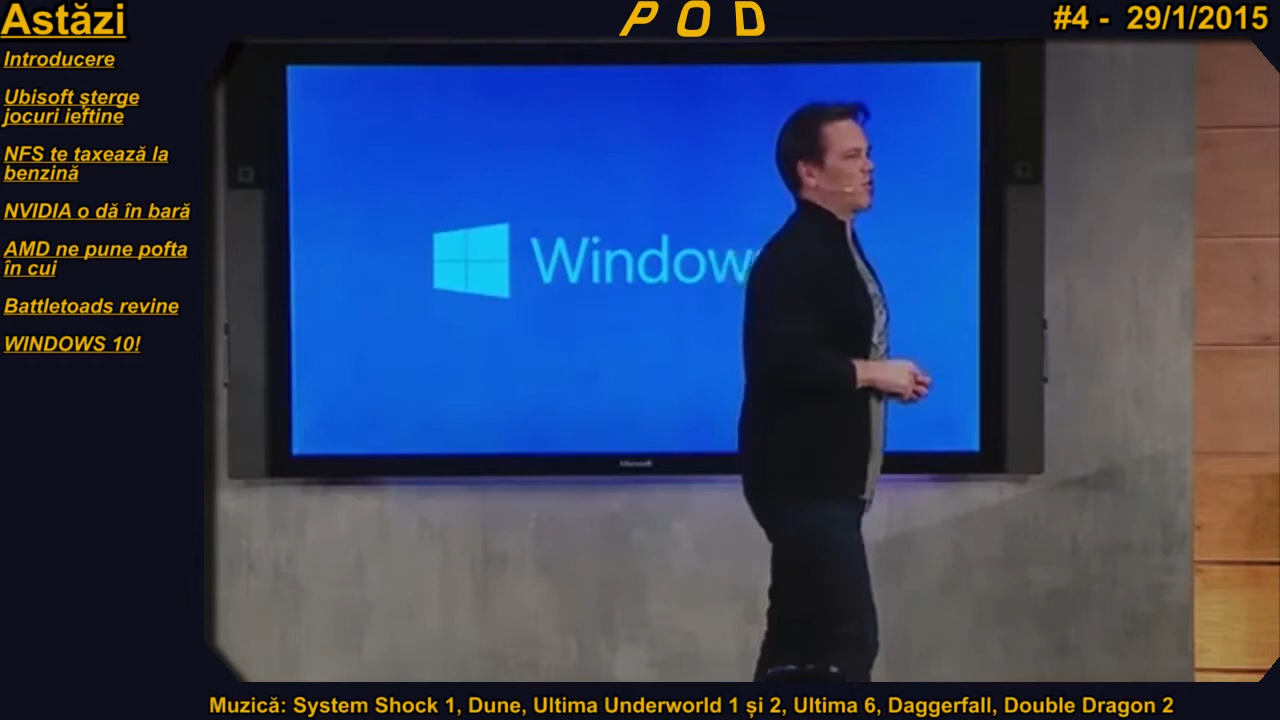 Astăzi
POD
#4 - 29/1/2015
Introducere
Ubisoft șterge
jocuri ieftine
NFS te taxează la
benzină
NVIDIA o dă în bară
AMD ne pune pofta
în cui
Battletoads revine
WINDOWS 10!
Window
Microsoft
Muzică: System Shock 1, Dune, Ultima Underworld 1 și 2, Ultima 6, Daggerfall, Double Dragon 2